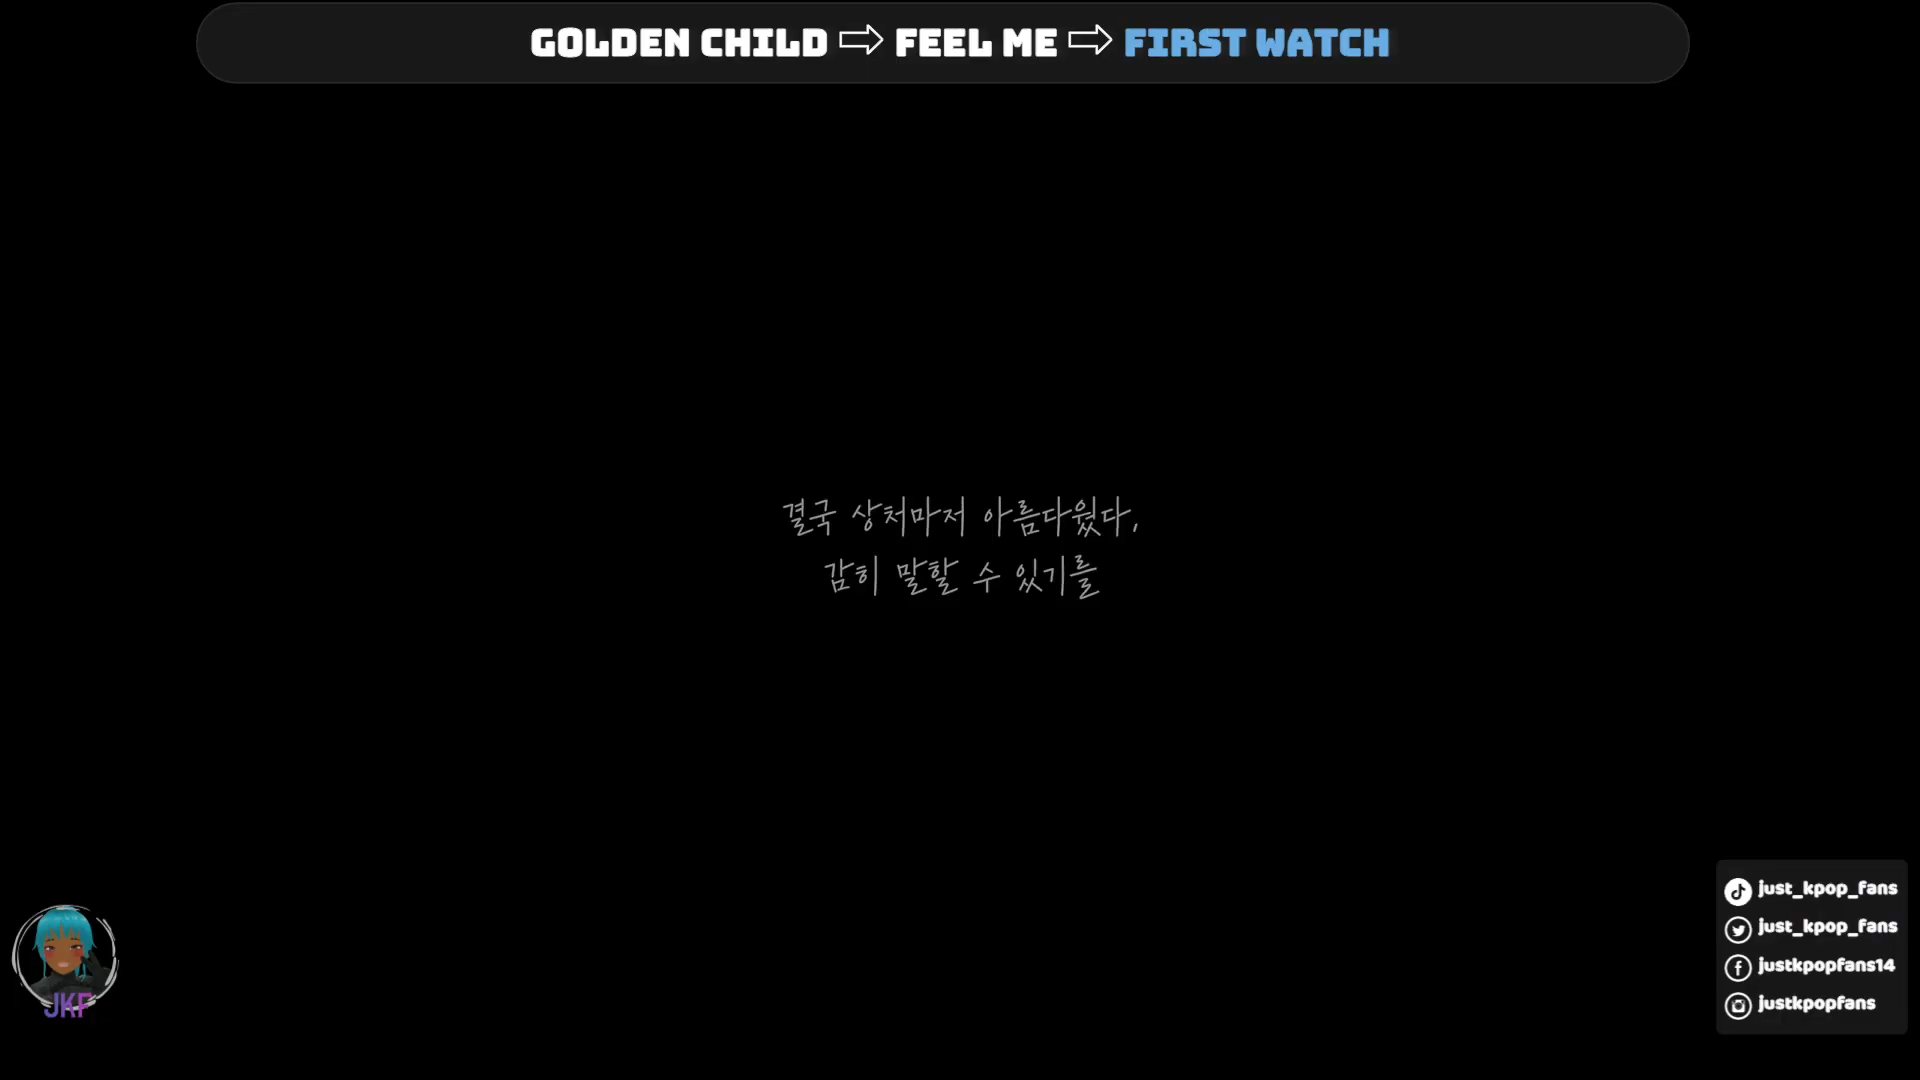 GOLDEN CHILD ⇨ FEEL ME ⇨ FIRST WATCH
결국 상처마저 아름다웠다,
감히 말할 수 있기를
JKF
just_kpop_fans
just_kpop_fans
justkpopfans14
justkpopfans